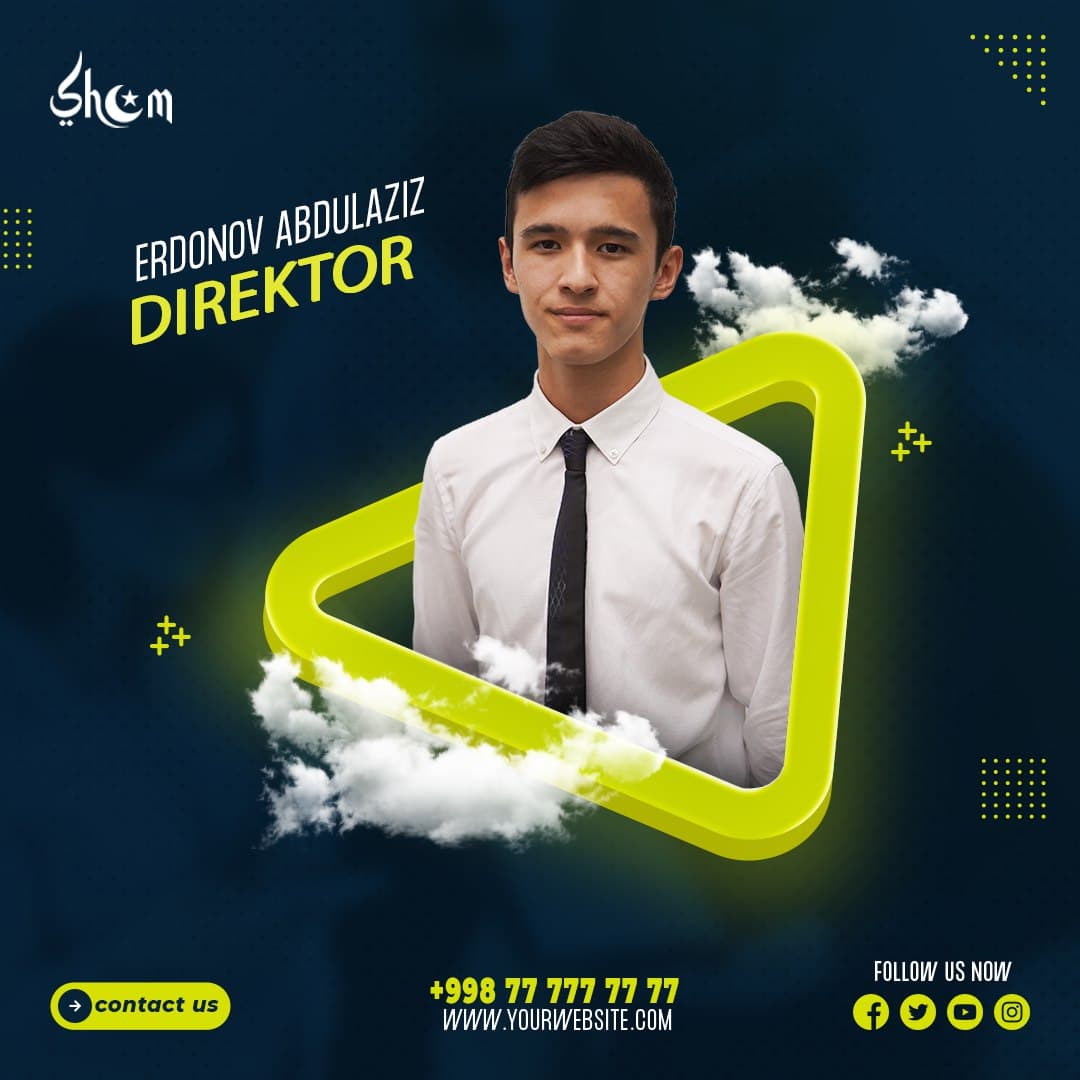 Shom
ERDONOV ABDULAZIZ
DIREKTOR
contact us
+998 77 777 77 77
WWW.YOURWEBSITE.COM
FOLLOW US NOW